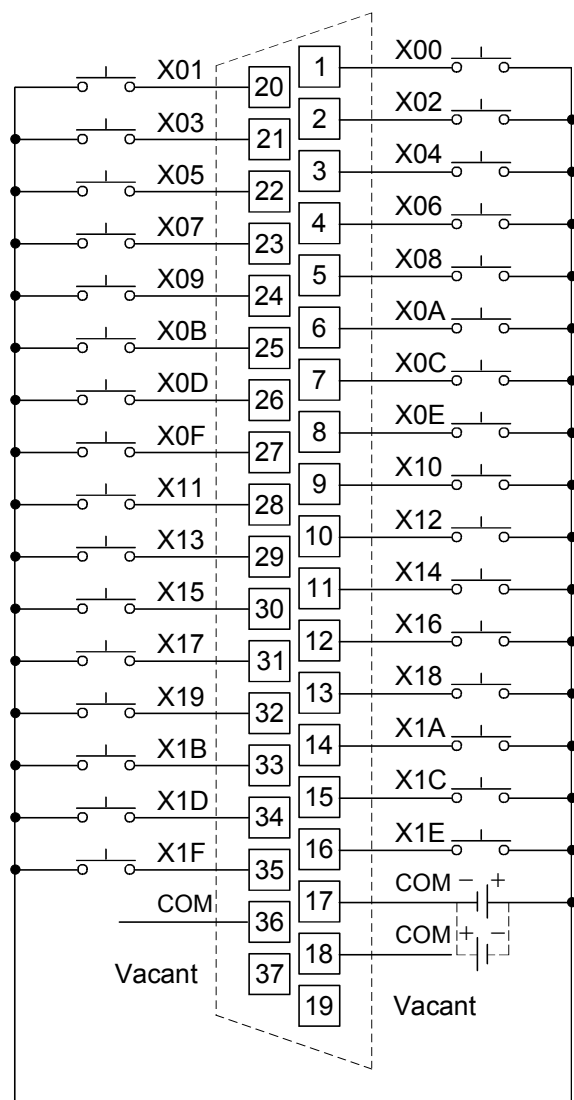 1 X00
X01 20
2 X02
X03 21
3 X04
X05 22
4 X06
X07 23
5 X08
X09 24
6 X0A
X0B 25
7 X0C
X0D 26
8 X0E
X0F 27
9 X10
X11 28
10 X12
X13 29
11 X14
X15 30
12 X16
X17 31
13 X18
X19 32
14 X1A
X1B 33
15 X1C
X1D 34
16 X1E
X1F 35
17 COM − +
COM 36
18 COM + −
Vacant 37
19 Vacant